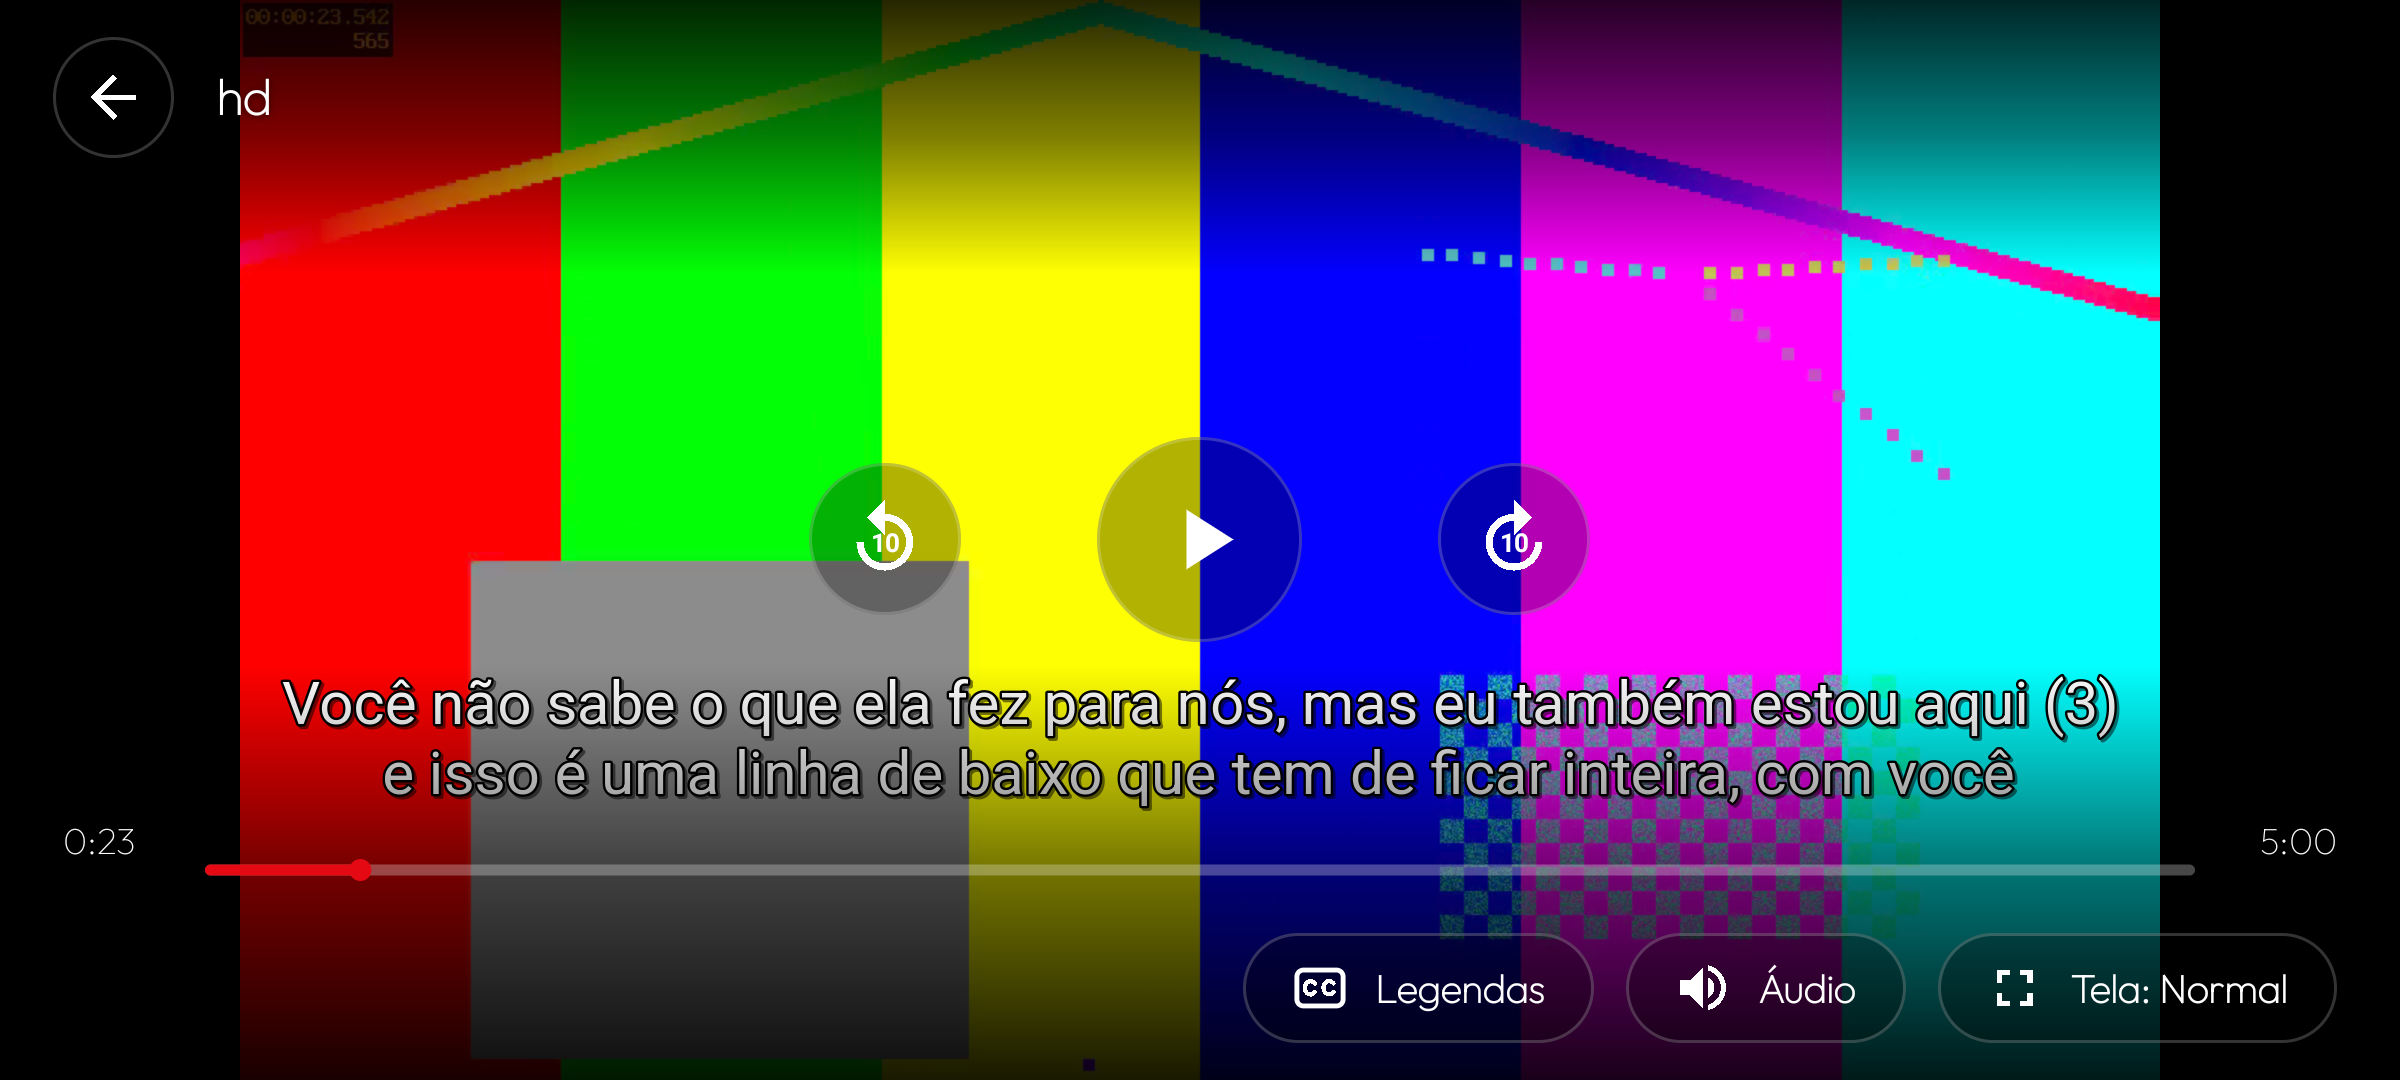 00:00:23.542
565
hd
10
10
Você não sabe o que ela fez para nós, mas eu também estou aqui (3)
e isso é uma linha de baixo que tem de ficar inteira, com você
0:23
5:00
CC Legendas
Áudio
Tela: Normal